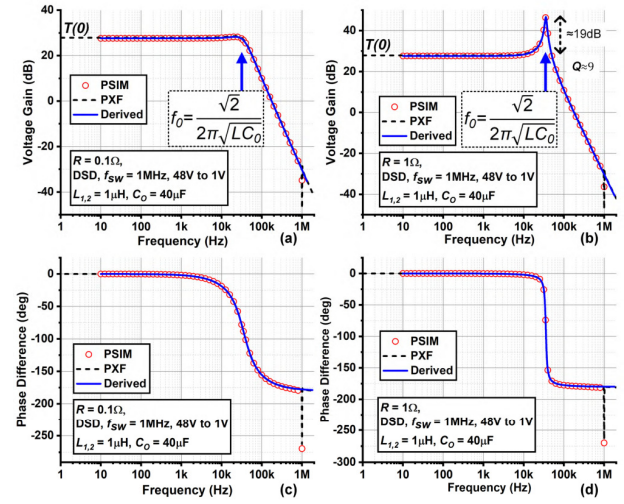 60
T(0)
20
0
-20
-40
Voltage Gain (dB)
PSIM
PXF
Derived
f0= √2 / 2π√LC0
R = 0.1Ω,
DSD, fSW = 1MHz, 48V to 1V
L1,2 = 1μH, CO = 40μF
1 10 100 1k 10k 100k 1M
Frequency (Hz)
(a)
T(0)
40
20
0
-20
-40
Voltage Gain (dB)
≈19dB
Q≈9
PSIM
PXF
Derived
f0= √2 / 2π√LC0
R = 1Ω,
DSD, fSW = 1MHz, 48V to 1V
L1,2 = 1μH, CO = 40μF
1 10 100 1k 10k 100k 1M
Frequency (Hz)
(b)
0
-50
-100
-150
-200
-250
Phase Difference (deg)
PSIM
PXF
Derived
R = 0.1Ω,
DSD, fSW = 1MHz, 48V to 1V
L1,2 = 1μH, CO = 40μF
1 10 100 1k 10k 100k 1M
Frequency (Hz)
(c)
0
-50
-100
-150
-200
-250
-300
Phase Difference (deg)
PSIM
PXF
Derived
R = 1Ω,
DSD, fSW = 1MHz, 48V to 1V
L1,2 = 1μH, CO = 40μF
1 10 100 1k 10k 100k 1M
Frequency (Hz)
(d)